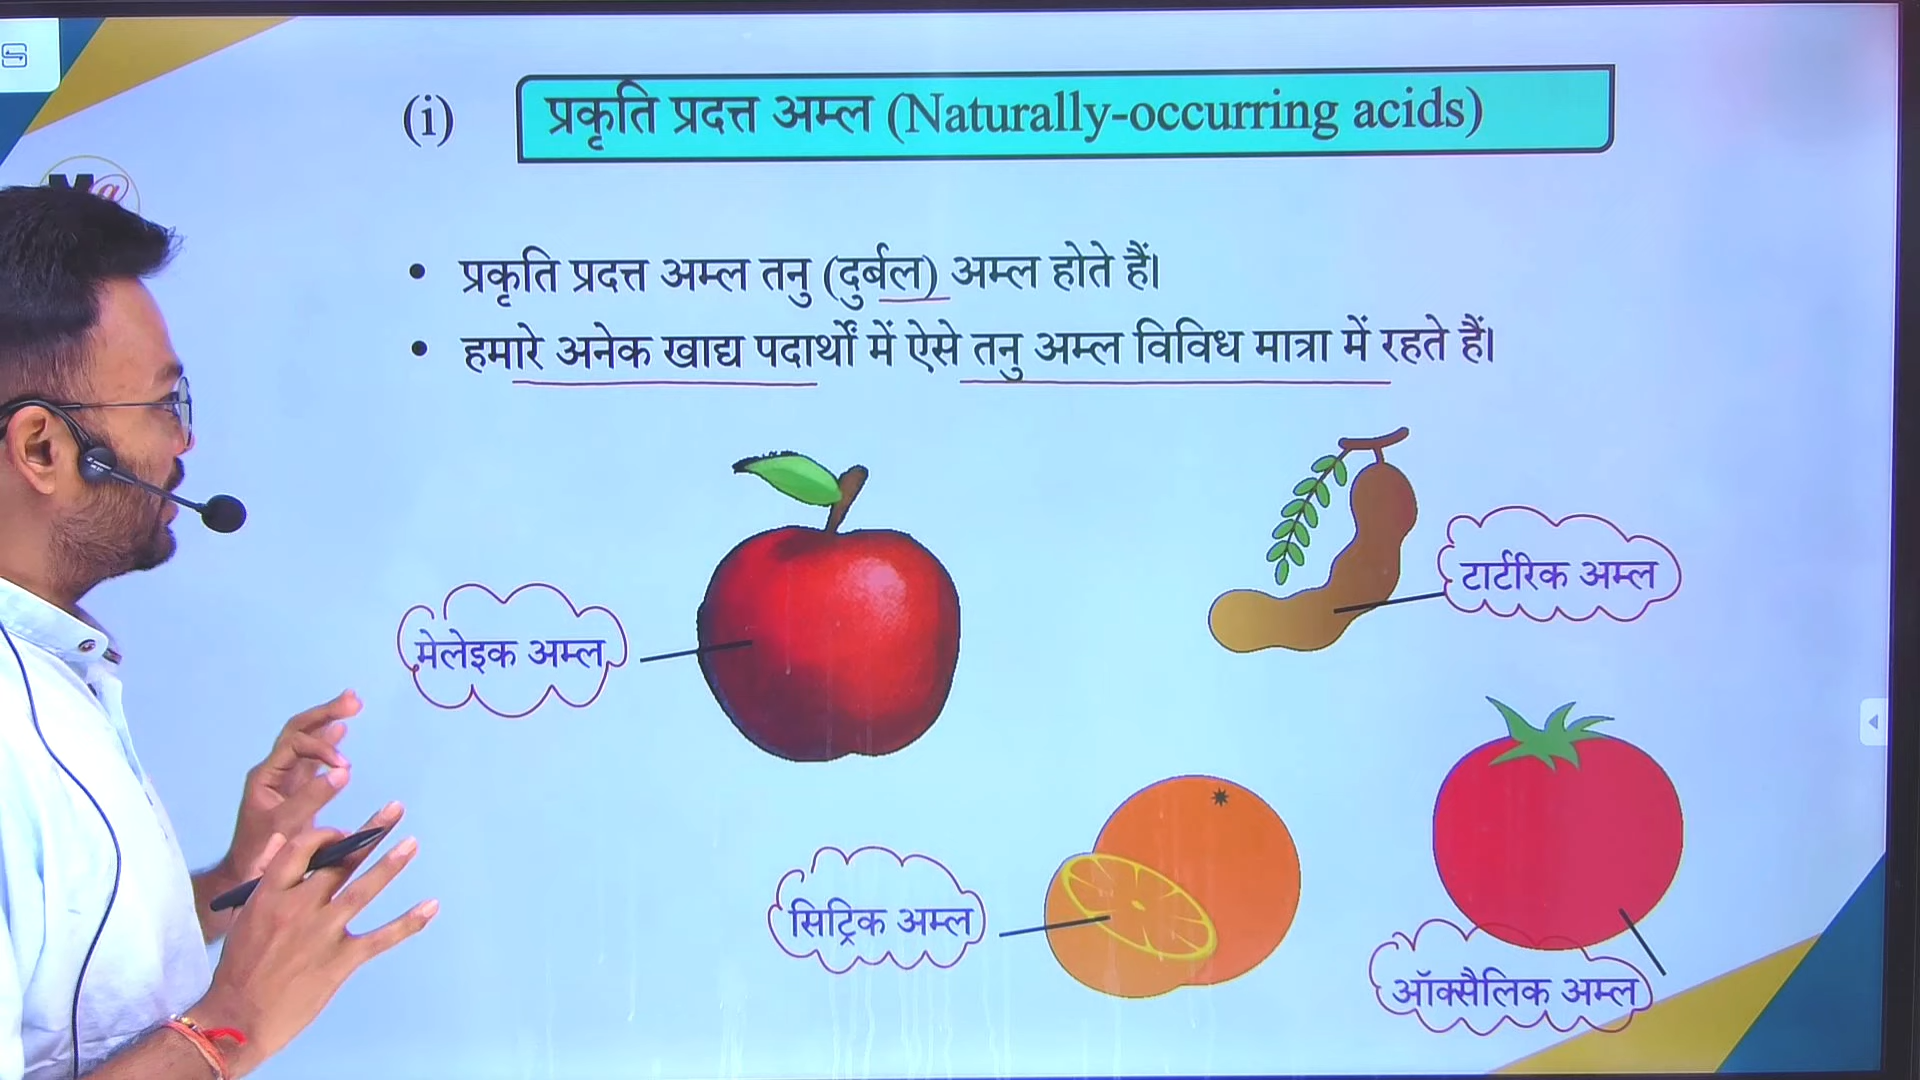 (i) प्रकृति प्रदत्त अम्ल (Naturally-occurring acids)
• प्रकृति प्रदत्त अम्ल तनु (दुर्बल) अम्ल होते हैं।
• हमारे अनेक खाद्य पदार्थों में ऐसे तनु अम्ल विविध मात्रा में रहते हैं।
टार्टरिक अम्ल
मेलेइक अम्ल
सिट्रिक अम्ल
ऑक्सैलिक अम्ल